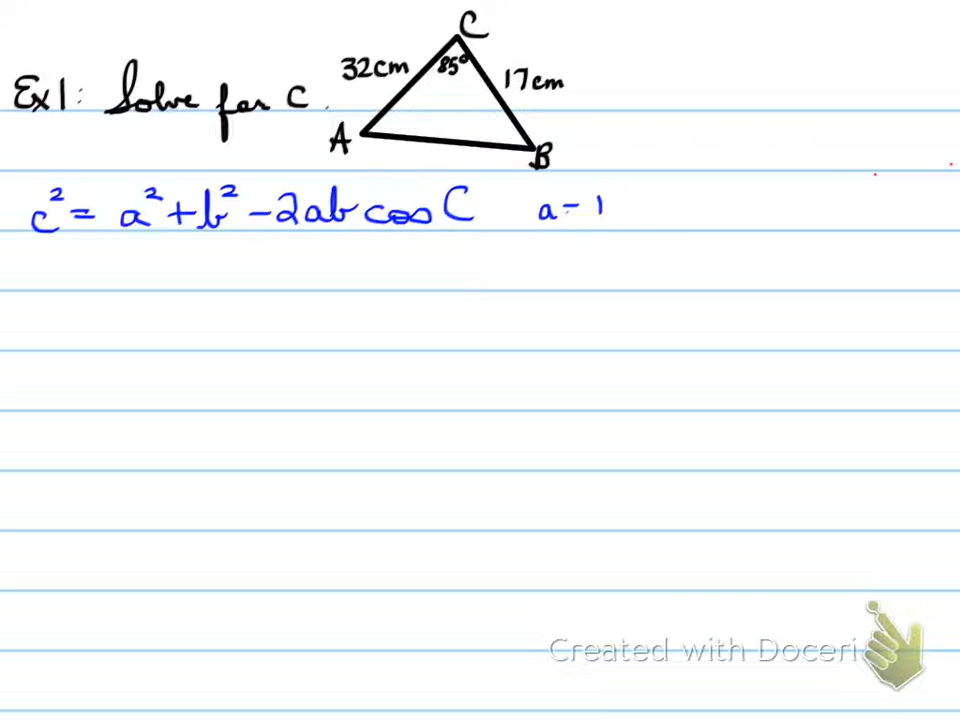 C
32cm
85°
17cm
Ex1: Solve for c.
A
B
c² = a² + b² - 2ab cos C
a = 1
Created with Doceri